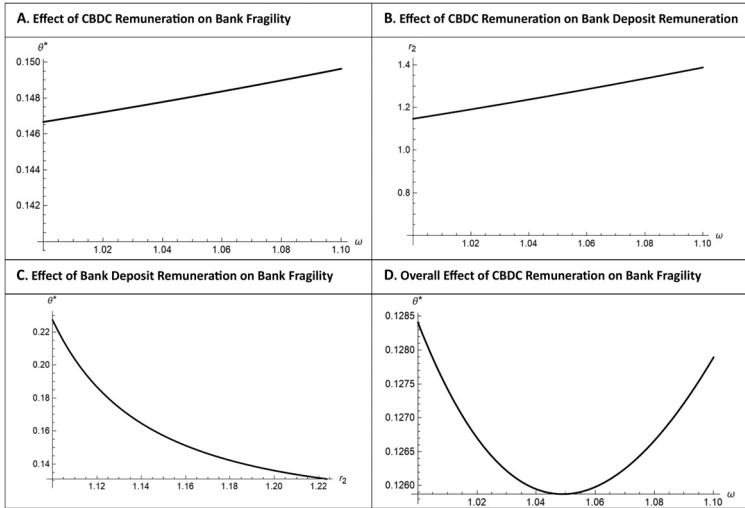 A. Effect of CBDC Remuneration on Bank Fragility
θ*
0.150
0.148
0.146
0.144
0.142
1.02 1.04 1.06 1.08 1.10 ω
B. Effect of CBDC Remuneration on Bank Deposit Remuneration
r2
1.4
1.2
1.0
0.8
1.02 1.04 1.06 1.08 1.10 ω
C. Effect of Bank Deposit Remuneration on Bank Fragility
θ*
0.22
0.20
0.18
0.16
0.14
1.12 1.14 1.16 1.18 1.20 1.22 r2
D. Overall Effect of CBDC Remuneration on Bank Fragility
θ*
0.1285
0.1280
0.1275
0.1270
0.1265
0.1260
1.02 1.04 1.06 1.08 1.10 ω